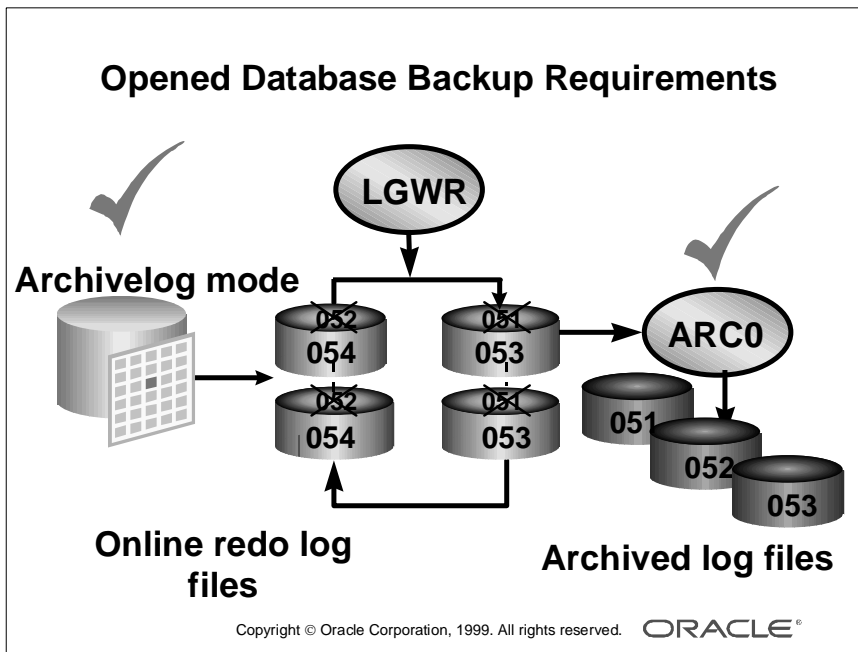 Opened Database Backup Requirements
LGWR
Archivelog mode
052
054
051
053
052
054
051
053
ARC0
051
052
053
Online redo log
files
Archived log files
Copyright © Oracle Corporation, 1999. All rights reserved.
ORACLE®